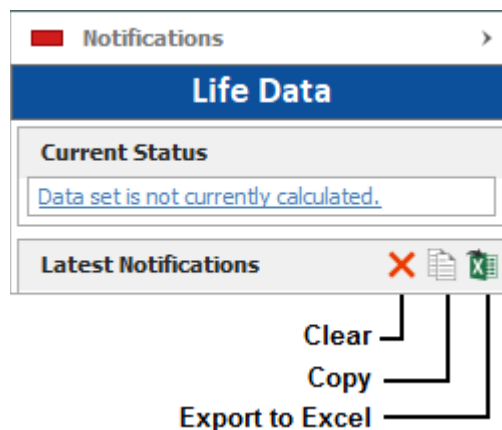 Notifications
Life Data
Current Status
Data set is not currently calculated.
Latest Notifications
Clear
Copy
Export to Excel